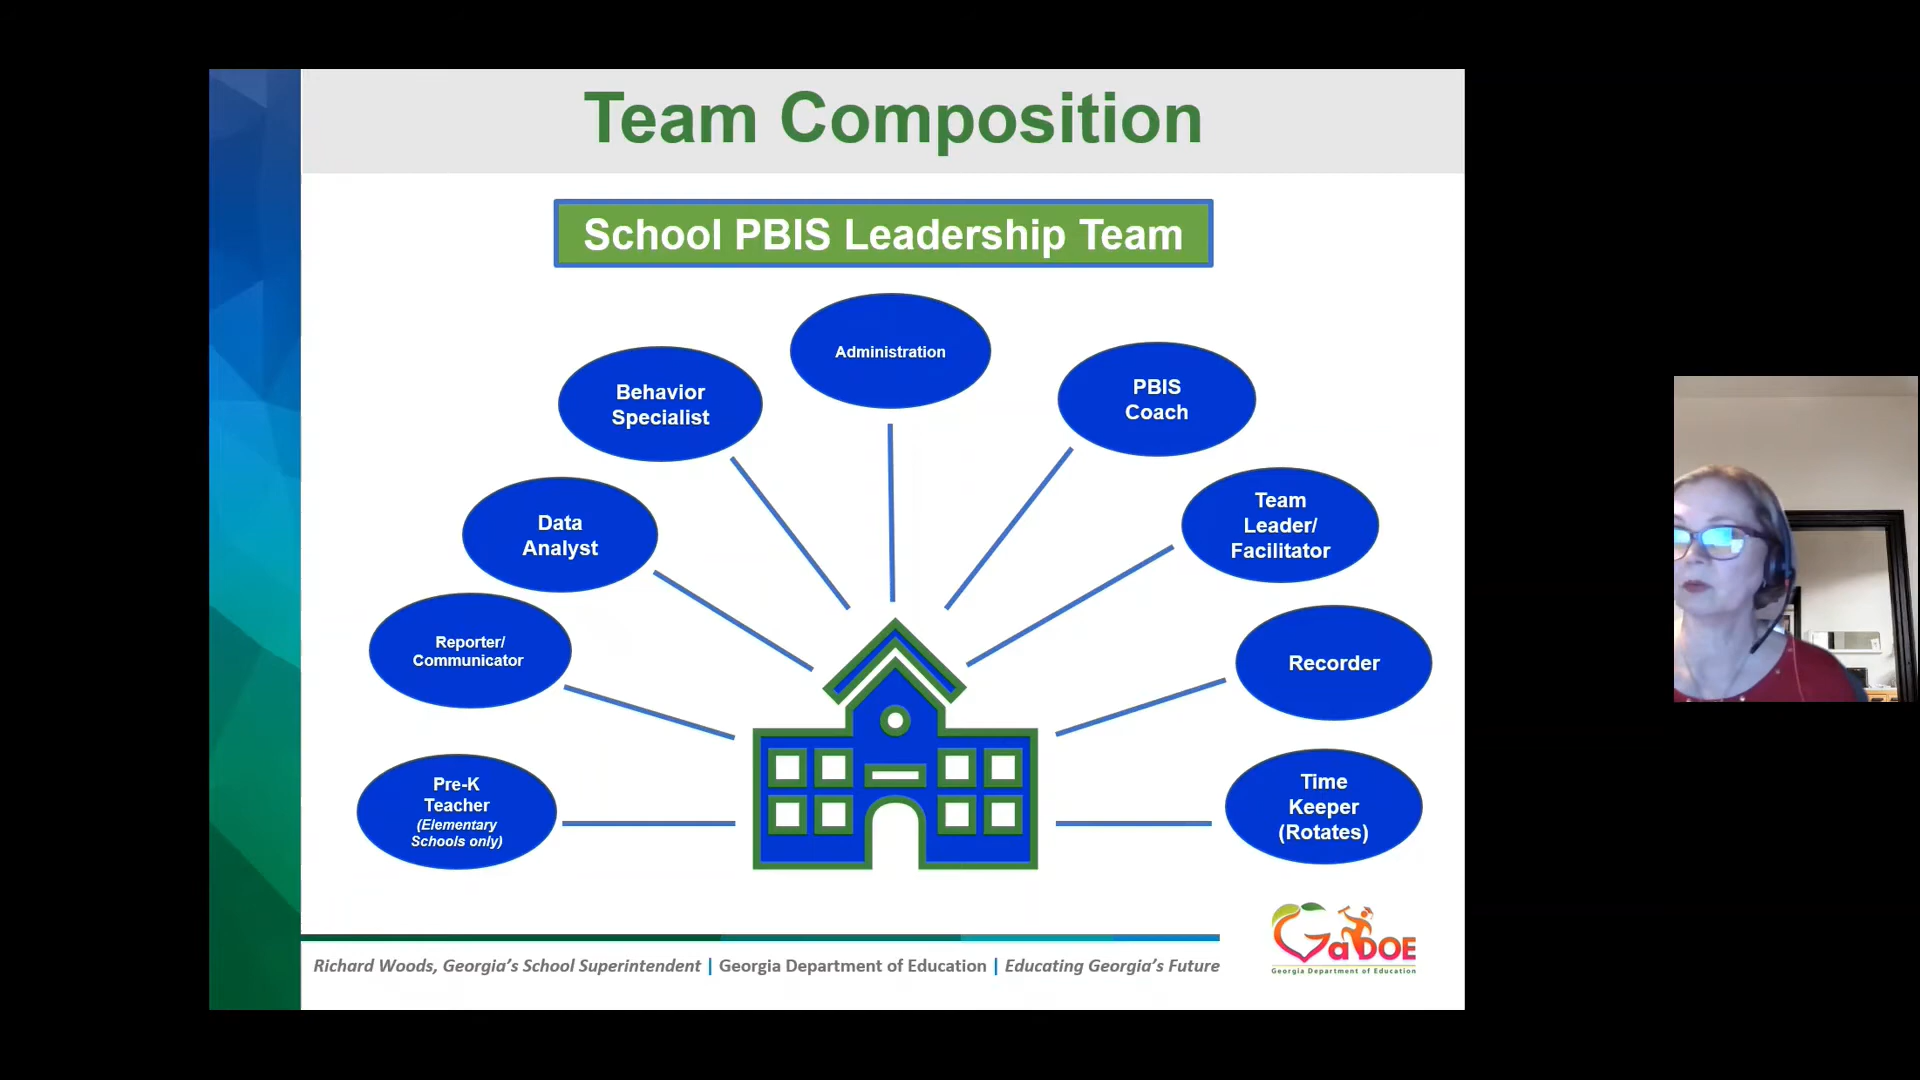 Team Composition
School PBIS Leadership Team
Administration
Behavior
Specialist
PBIS
Coach
Data
Analyst
Team
Leader/
Facilitator
Reporter/
Communicator
Recorder
Pre-K
Teacher
(Elementary
Schools only)
Time
Keeper
(Rotates)
Richard Woods, Georgia’s School Superintendent | Georgia Department of Education | Educating Georgia’s Future
GaDOE
Georgia Department of Education